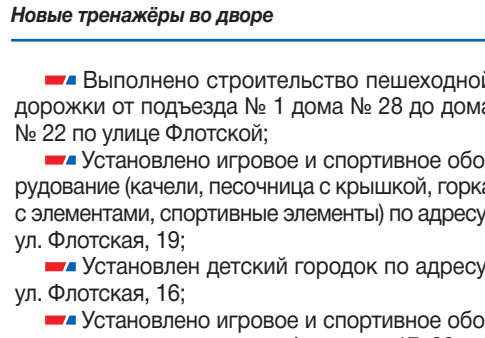 Новые тренажёры во дворе
Выполнено строительство пешеходной
дорожки от подъезда № 1 дома № 28 до дома
№ 22 по улице Флотской;
Установлено игровое и спортивное обо
рудование (качели, песочница с крышкой, горка
с элементами, спортивные элементы) по адресу
ул. Флотская, 19;
Установлен детский городок по адресу
ул. Флотская, 16;
Установлено игровое и спортивное обо